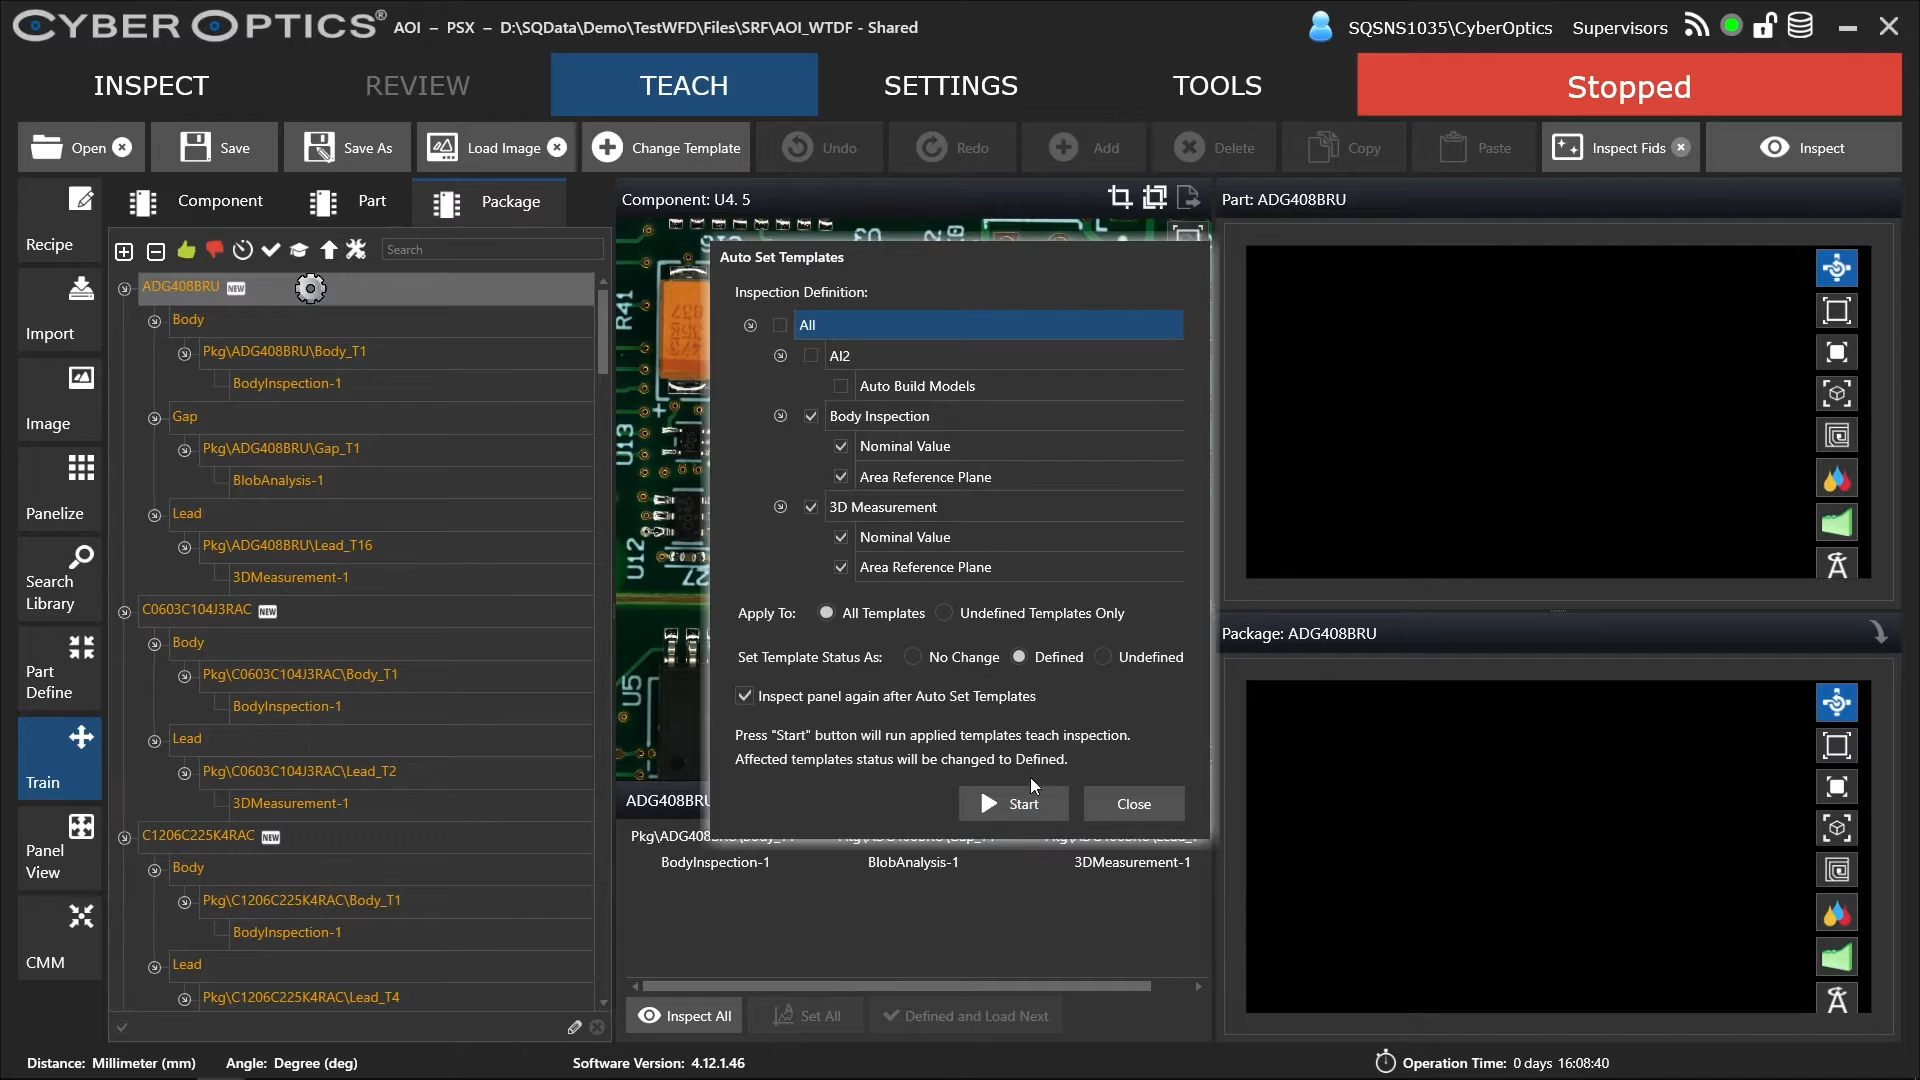 CYBEROPTICS® AOI – PSX – D:\SQData\Demo\TestWFD\Files\SRF\AOI_WTDF - Shared SQSNS1035\CyberOptics Supervisors
INSPECT REVIEW TEACH SETTINGS TOOLS Stopped
Open Save Save As Load Image Change Template Undo Redo Add Delete Copy Paste Inspect Fids Inspect
Recipe
Import
Image
Panelize
Search
Library
Part
Define
Train
Panel
View
CMM
Component Part Package
Search
ADG408BRU NEW
Body
Pkg\ADG408BRU\Body_T1
BodyInspection-1
Gap
Pkg\ADG408BRU\Gap_T1
BlobAnalysis-1
Lead
Pkg\ADG408BRU\Lead_T16
3DMeasurement-1
C0603C104J3RAC NEW
Body
Pkg\C0603C104J3RAC\Body_T1
BodyInspection-1
Lead
Pkg\C0603C104J3RAC\Lead_T2
3DMeasurement-1
C1206C225K4RAC NEW
Body
Pkg\C1206C225K4RAC\Body_T1
BodyInspection-1
Lead
Pkg\C1206C225K4RAC\Lead_T4
Component: U4. 5
R41
U13
U12
U5
Auto Set Templates
Inspection Definition:
All
AI2
Auto Build Models
Body Inspection
Nominal Value
Area Reference Plane
3D Measurement
Nominal Value
Area Reference Plane
Apply To: All Templates Undefined Templates Only
Set Template Status As: No Change Defined Undefined
Inspect panel again after Auto Set Templates
Press "Start" button will run applied templates teach inspection.
Affected templates status will be changed to Defined.
Start Close
ADG408BRU
BodyInspection-1 BlobAnalysis-1 3DMeasurement-1
Inspect All Set All Defined and Load Next
Part: ADG408BRU
Package: ADG408BRU
Distance: Millimeter (mm) Angle: Degree (deg) Software Version: 4.12.1.46 Operation Time: 0 days 16:08:40